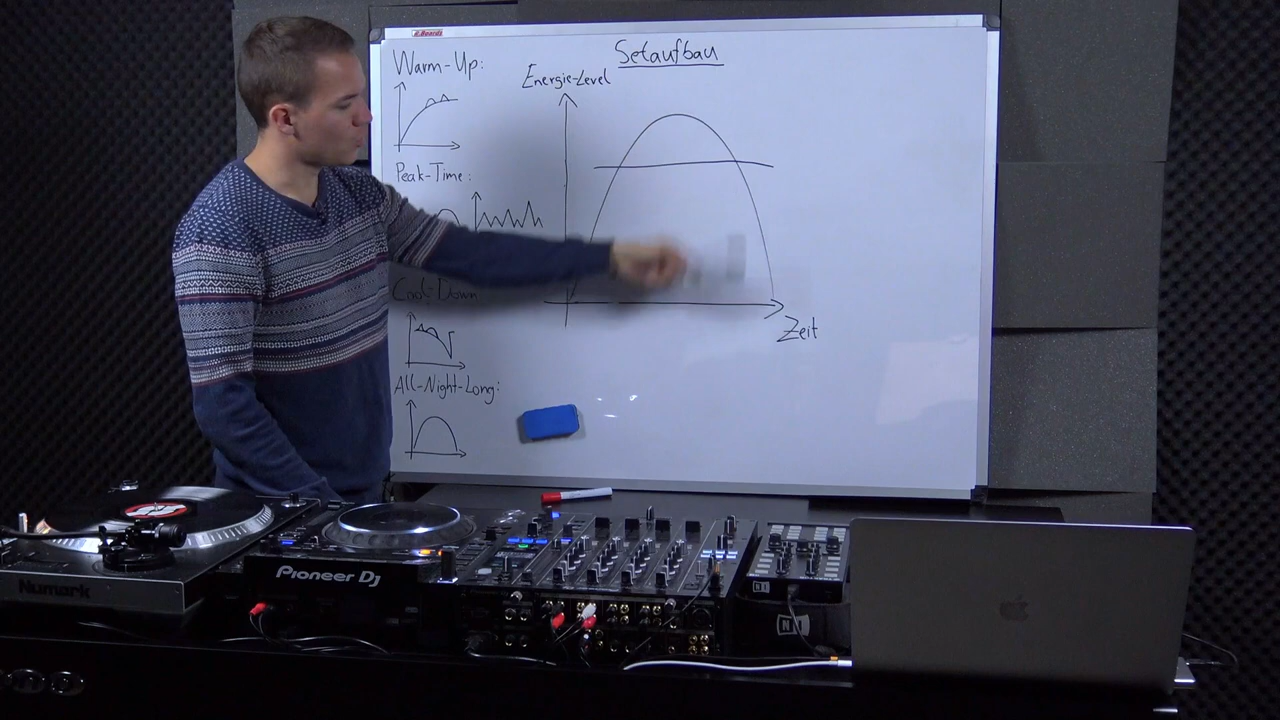 Setaufbau
Warm-Up:
Energie-Level
Peak-Time:
Cool-Down
All-Night-Long:
Zeit
Numark
Pioneer Dj